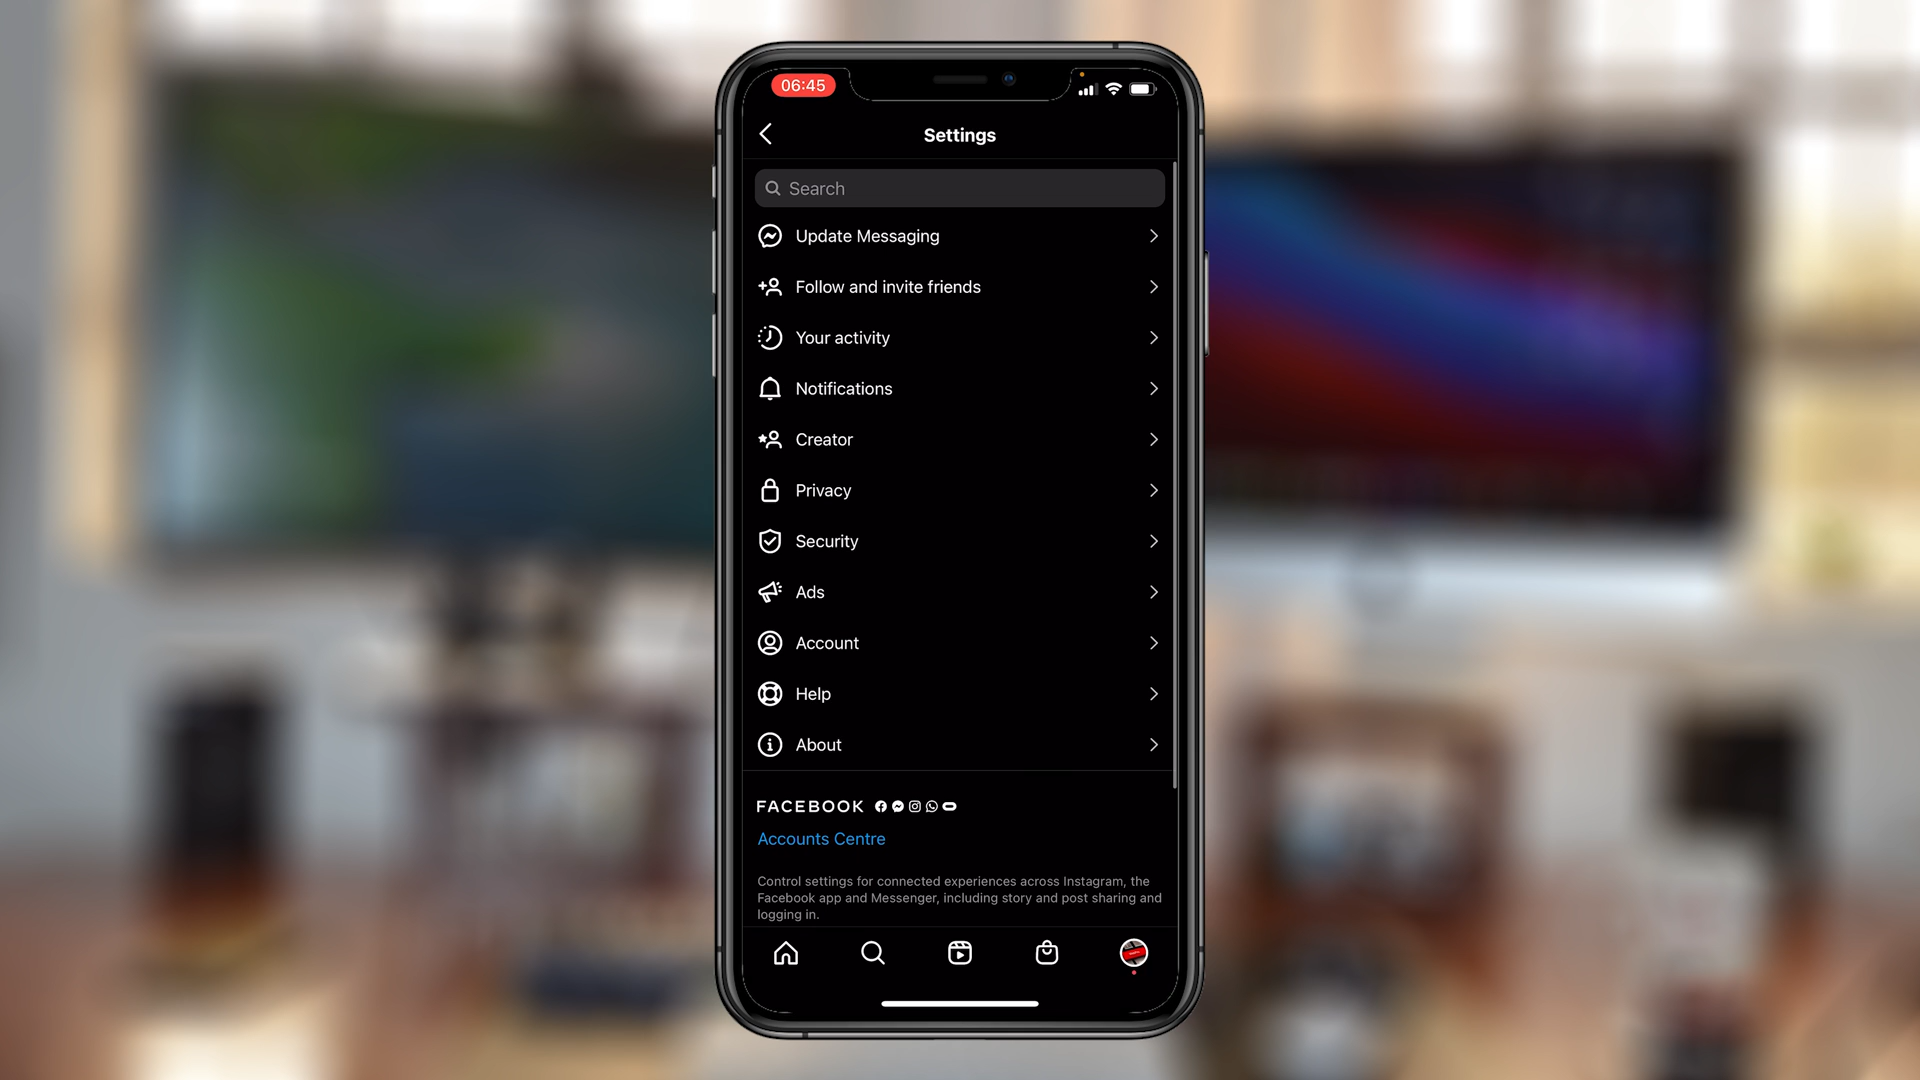 06:45
Settings
Search
Update Messaging
Follow and invite friends
Your activity
Notifications
Creator
Privacy
Security
Ads
Account
Help
About
FACEBOOK
Accounts Centre
Control settings for connected experiences across Instagram, the
Facebook app and Messenger, including story and post sharing and
logging in.